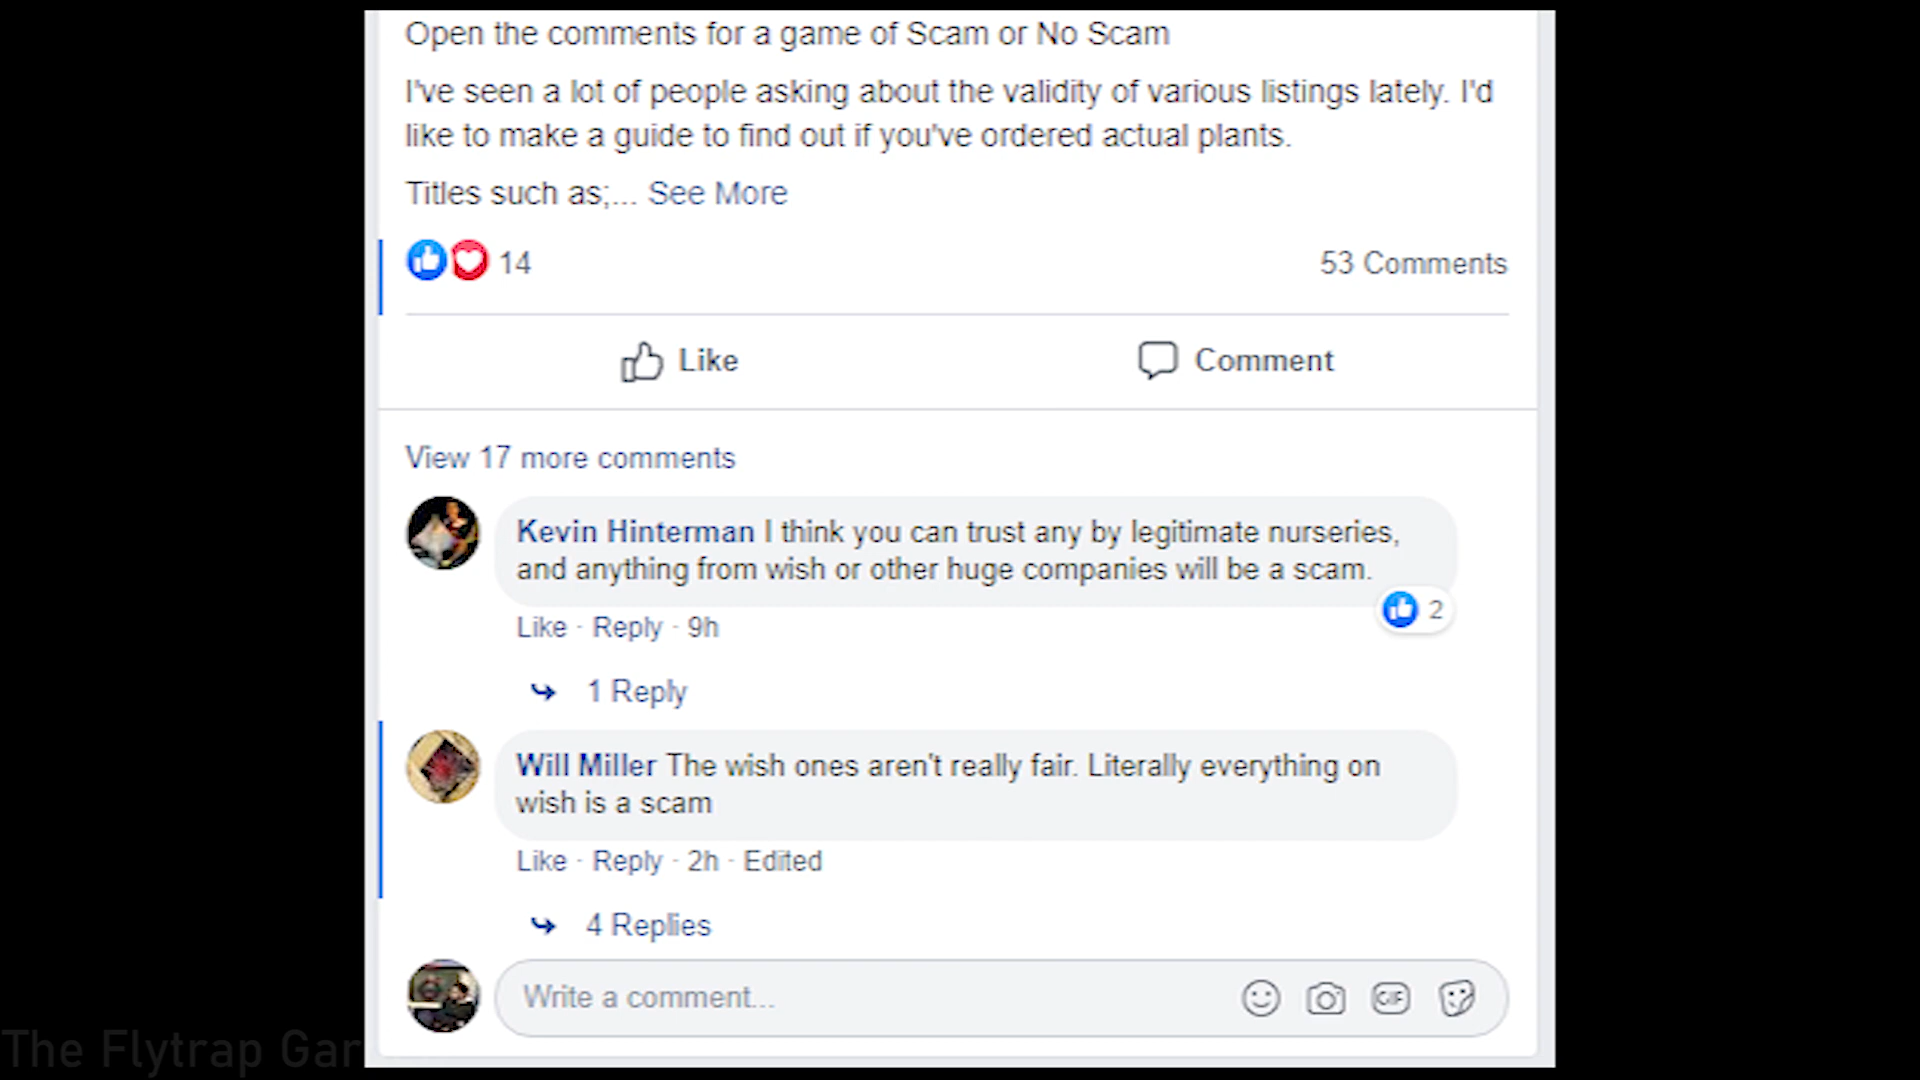 Open the comments for a game of Scam or No Scam
I've seen a lot of people asking about the validity of various listings lately. I'd
like to make a guide to find out if you've ordered actual plants.
Titles such as;... See More
14
53 Comments
Like
Comment
View 17 more comments
Kevin Hinterman I think you can trust any by legitimate nurseries,
and anything from wish or other huge companies will be a scam.
2
Like · Reply · 9h
1 Reply
Will Miller The wish ones aren't really fair. Literally everything on
wish is a scam
Like · Reply · 2h · Edited
4 Replies
Write a comment...
GIF
The Flytrap Gar